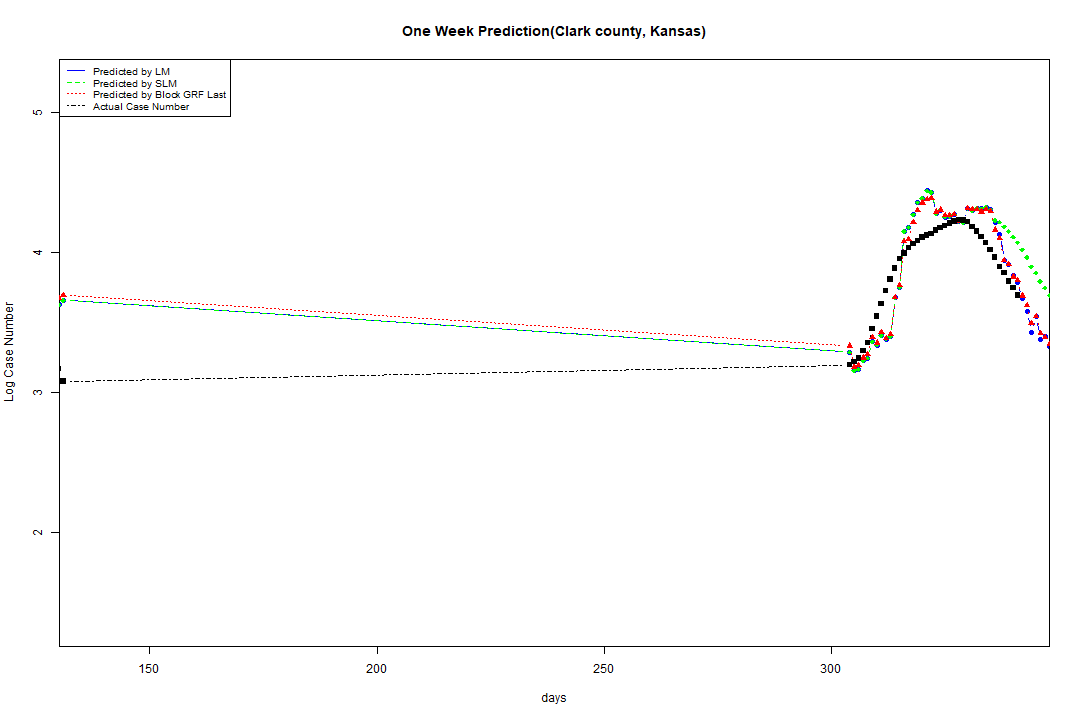 One Week Prediction(Clark county, Kansas)
Predicted by LM
Predicted by SLM
Predicted by Block GRF Last
Actual Case Number
5
4
3
2
Log Case Number
150
200
250
300
days